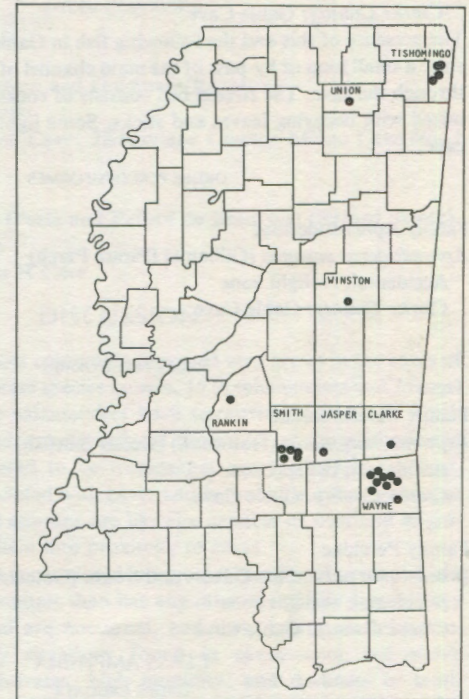 TISHOMINGO
UNION
WINSTON
RANKIN
SMITH JASPER CLARKE
WAYNE